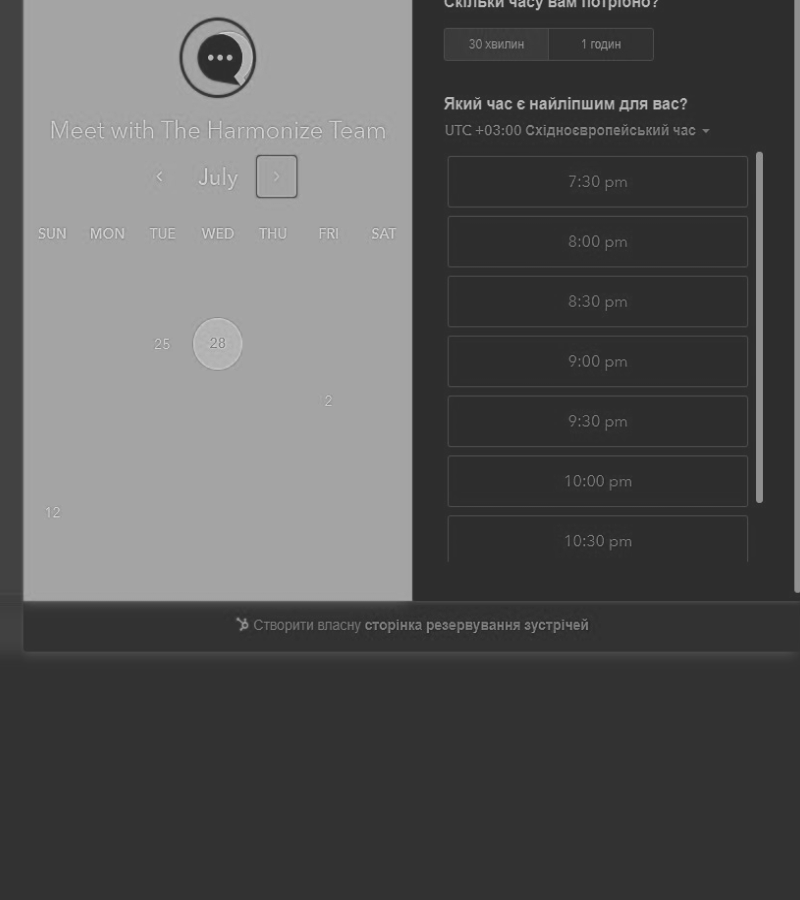 Meet with The Harmonize Team
July
SUN MON TUE WED THU FRI SAT
25 28
2
12
Скільки часу вам потрібно?
30 хвилин 1 годин
Який час є найліпшим для вас?
UTC +03:00 Східноєвропейський час
7:30 pm
8:00 pm
8:30 pm
9:00 pm
9:30 pm
10:00 pm
10:30 pm
Створити власну сторінка резервування зустрічей